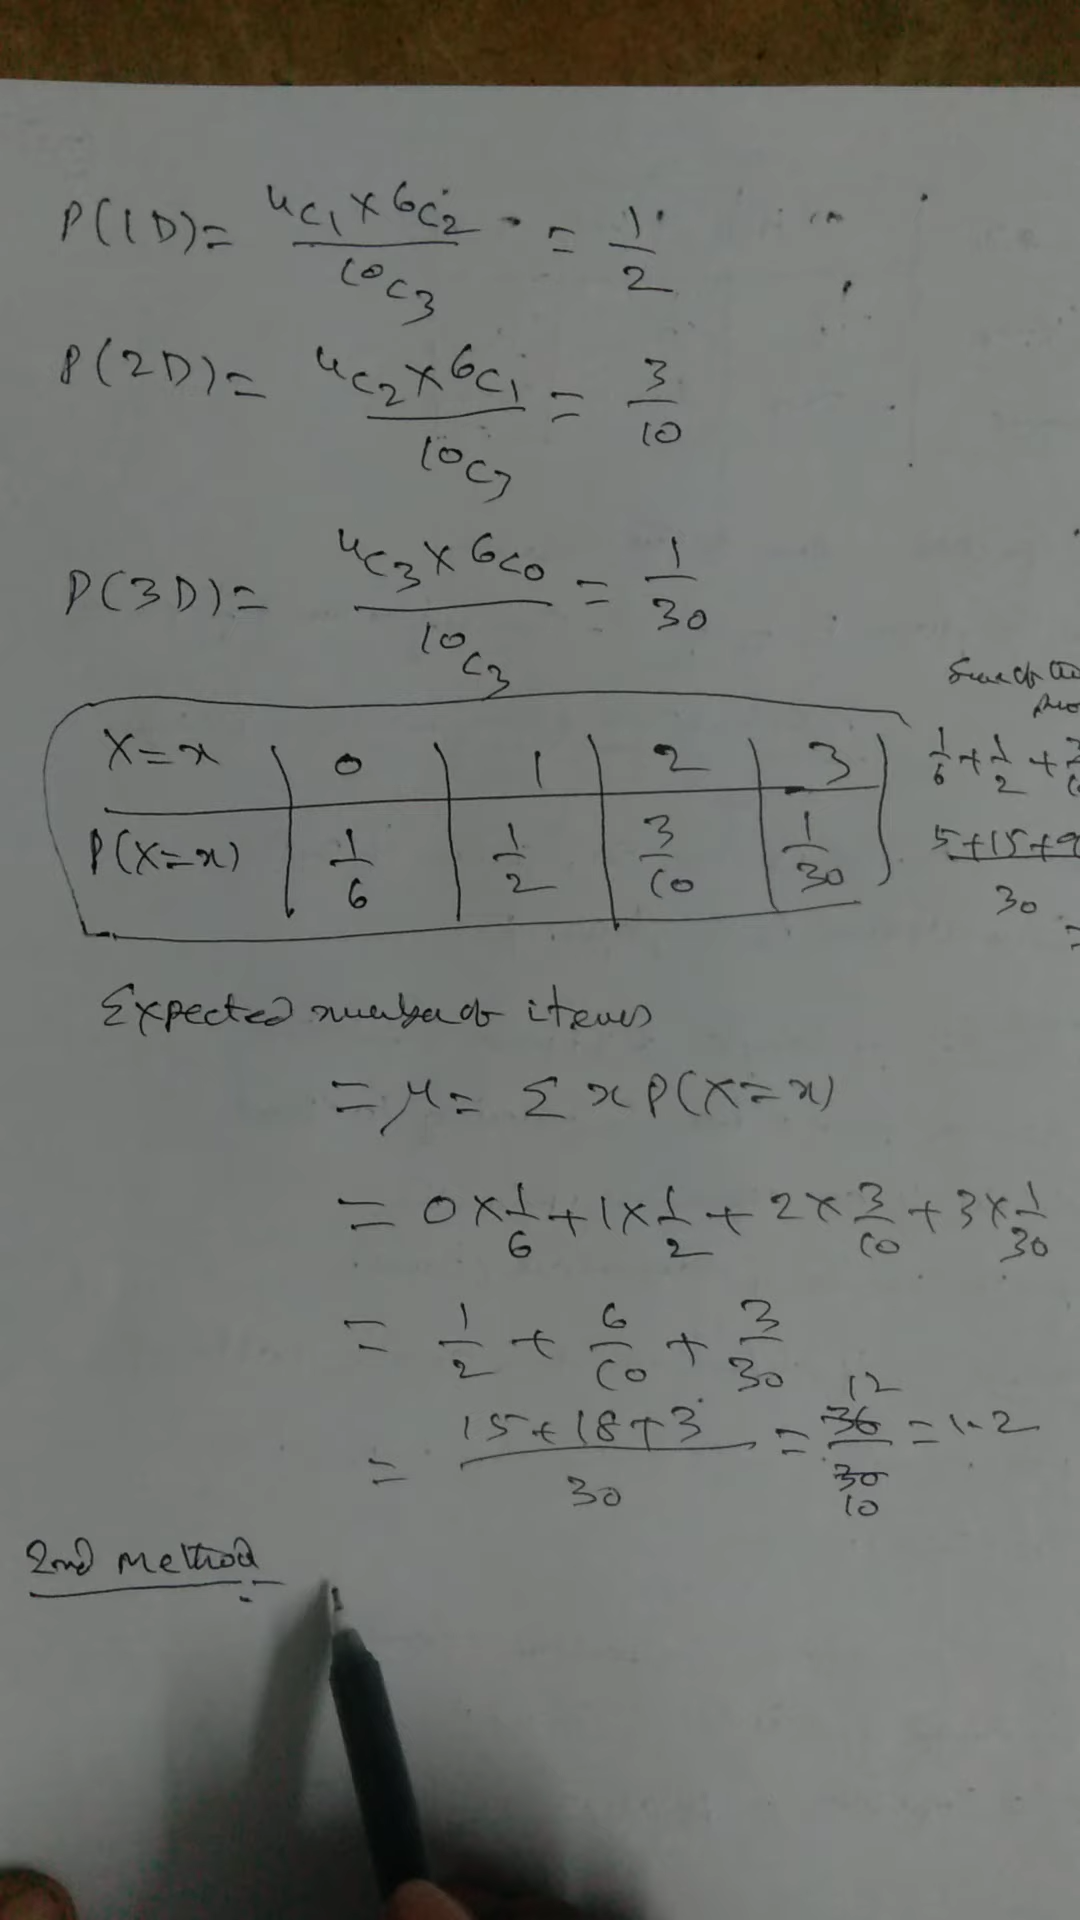 P(1D) = 4C1 × 6C2 / 10C3 = 1/2
P(2D) = 4C2 × 6C1 / 10C3 = 3/10
P(3D) = 4C3 × 6C0 / 10C3 = 1/30
Sum of the
X=x | 0 | 1 | 2 | 3
1/6 + 1/2 +
P(X=x) | 1/6 | 1/2 | 3/10 | 1/30
5+15+9
30
=
Expected number of items
= μ = Σ x P(X=x)
= 0×1/6 + 1×1/2 + 2×3/10 + 3×1/30
= 1/2 + 6/10 + 3/30
= 15+18+3 / 30 = 36/30 = 1.2
12
10
2nd Method :-